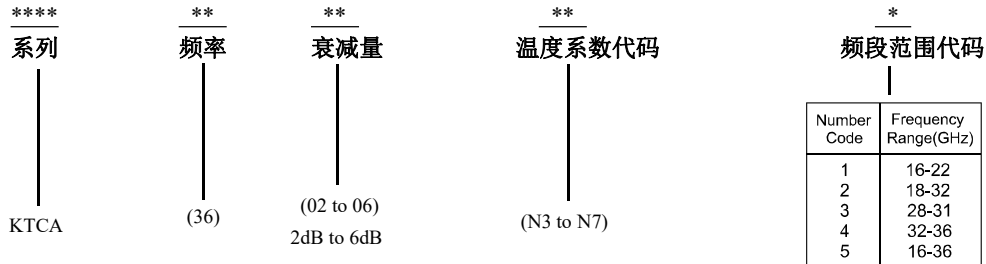 **** ** ** ** *
系列 频率 衰减量 温度系数代码 频段范围代码
Number Code Frequency Range(GHz)
1 16-22
2 18-32
3 28-31
4 32-36
5 16-36
KTCA (36) (02 to 06) 2dB to 6dB (N3 to N7)